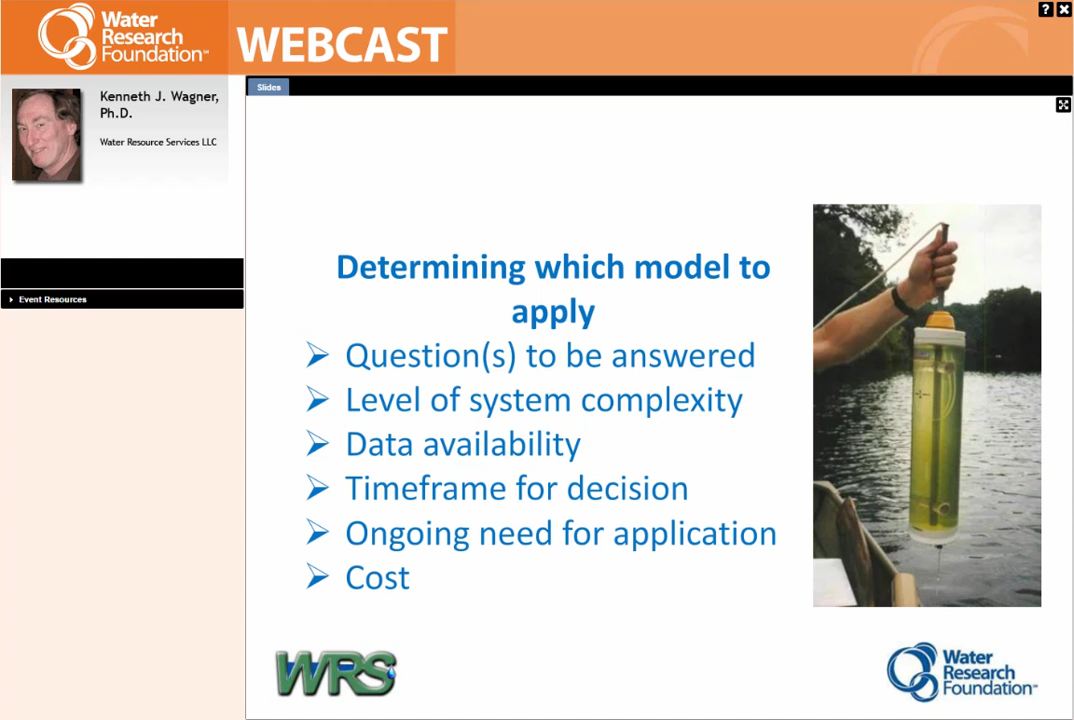 Water
Research
Foundation℠
WEBCAST
?
Kenneth J. Wagner,
Ph.D.
Water Resource Services LLC
Event Resources
Slides
Determining which model to
apply
➢ Question(s) to be answered
➢ Level of system complexity
➢ Data availability
➢ Timeframe for decision
➢ Ongoing need for application
➢ Cost
WRS
Water
Research
Foundation℠